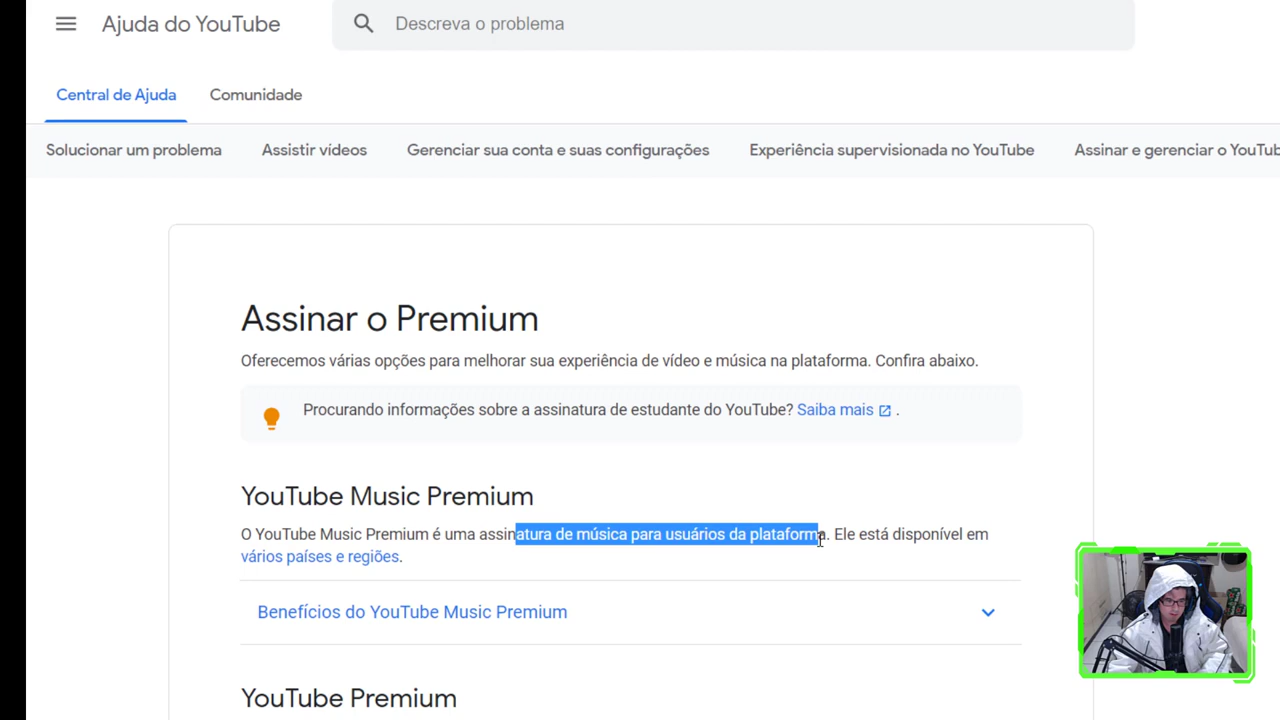 Ajuda do YouTube
Descreva o problema
Central de Ajuda
Comunidade
Solucionar um problema
Assistir vídeos
Gerenciar sua conta e suas configurações
Experiência supervisionada no YouTube
Assinar e gerenciar o YouTub
Assinar o Premium
Oferecemos várias opções para melhorar sua experiência de vídeo e música na plataforma. Confira abaixo.
Procurando informações sobre a assinatura de estudante do YouTube? Saiba mais .
YouTube Music Premium
O YouTube Music Premium é uma assinatura de música para usuários da plataforma. Ele está disponível em
vários países e regiões.
Benefícios do YouTube Music Premium
YouTube Premium